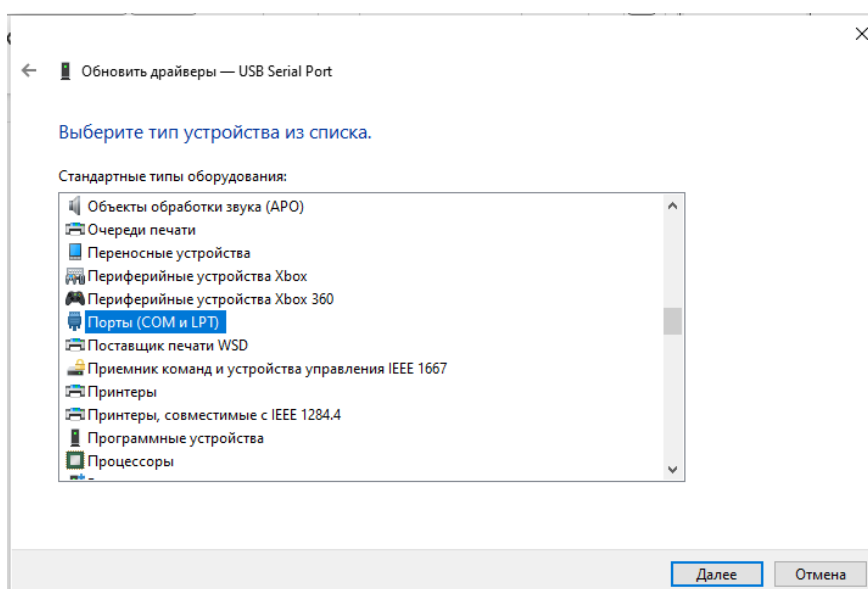 Обновить драйверы — USB Serial Port
Выберите тип устройства из списка.
Стандартные типы оборудования:
Объекты обработки звука (APO)
Очереди печати
Переносные устройства
Периферийные устройства Xbox
Периферийные устройства Xbox 360
Порты (COM и LPT)
Поставщик печати WSD
Приемник команд и устройства управления IEEE 1667
Принтеры
Принтеры, совместимые с IEEE 1284.4
Программные устройства
Процессоры
Далее
Отмена